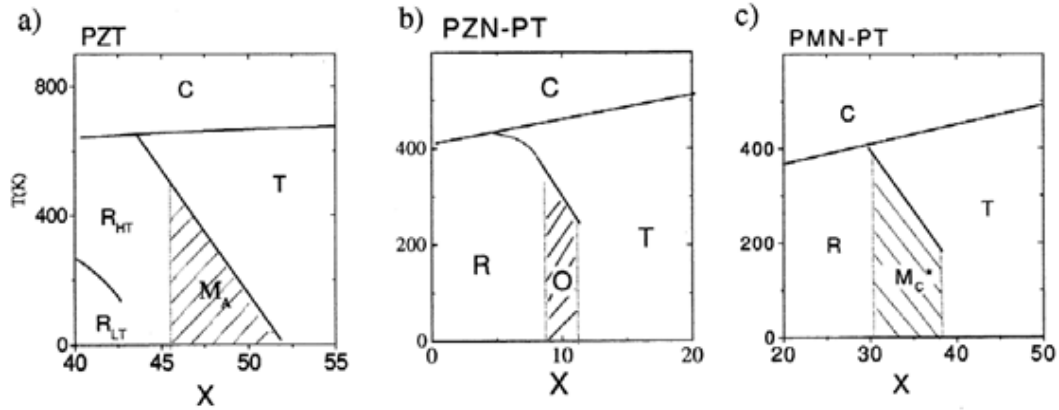 a)
PZT
T(K)
800
400
0
C
T
R_HT
R_LT
M_A
40 45 50 55
X
b)
PZN-PT
400
200
0
C
R
O
T
0 10 20
X
c)
PMN-PT
400
200
0
C
R
M_C*
T
20 30 40 50
X